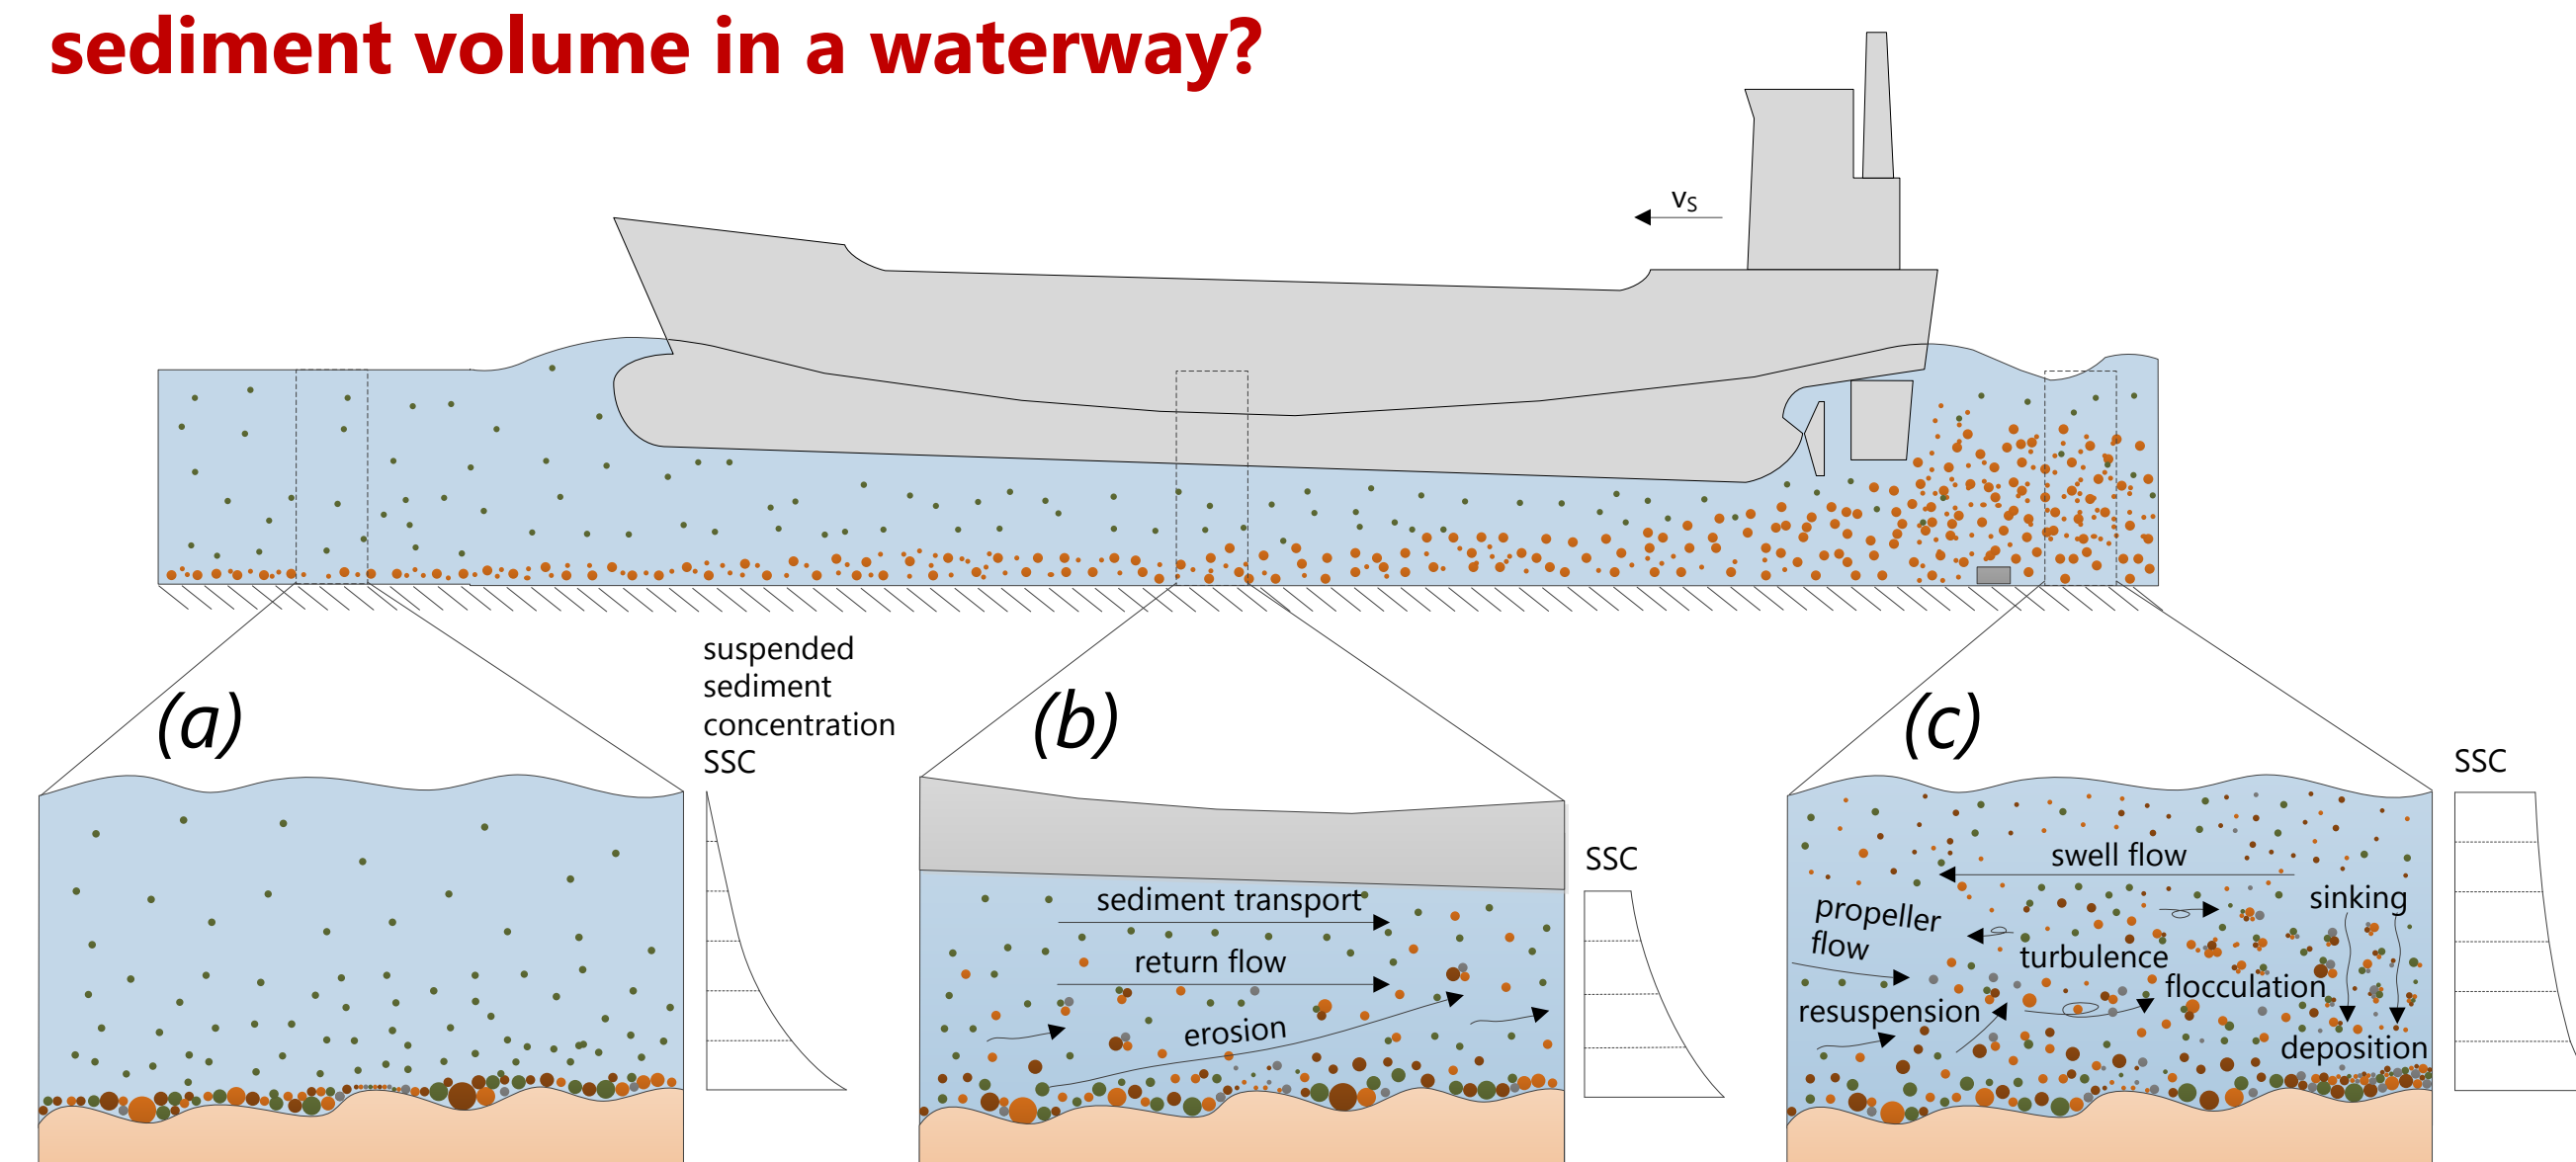 sediment volume in a waterway?
vS
suspended
sediment
concentration
SSC
(a)
(b)
(c)
SSC
SSC
sediment transport
return flow
erosion
swell flow
sinking
propeller
flow
turbulence
flocculation
resuspension
deposition